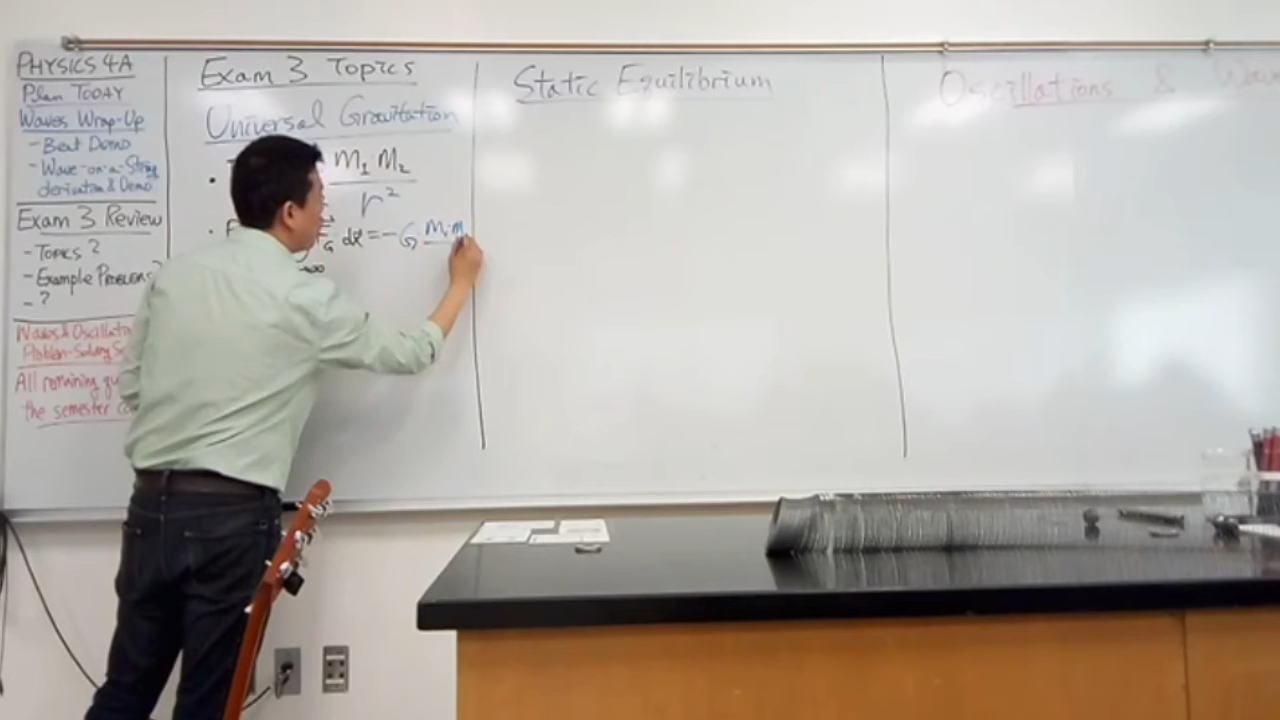 PHYSICS 4A
Plan TODAY
Waves Wrap-Up
- Beat Demo
- Wave-on-a-String
derivation & Demo
Exam 3 Review
- TOPICS?
- Example PROBLEMS?
- ?
Waves &
Problem-Solving
All remaining
the semester
Exam 3 Topics
Universal Gravitation
• M₁·M₂
r²
• G dr⃗ = -G M₁·M
Static Equilibrium
Oscillations &